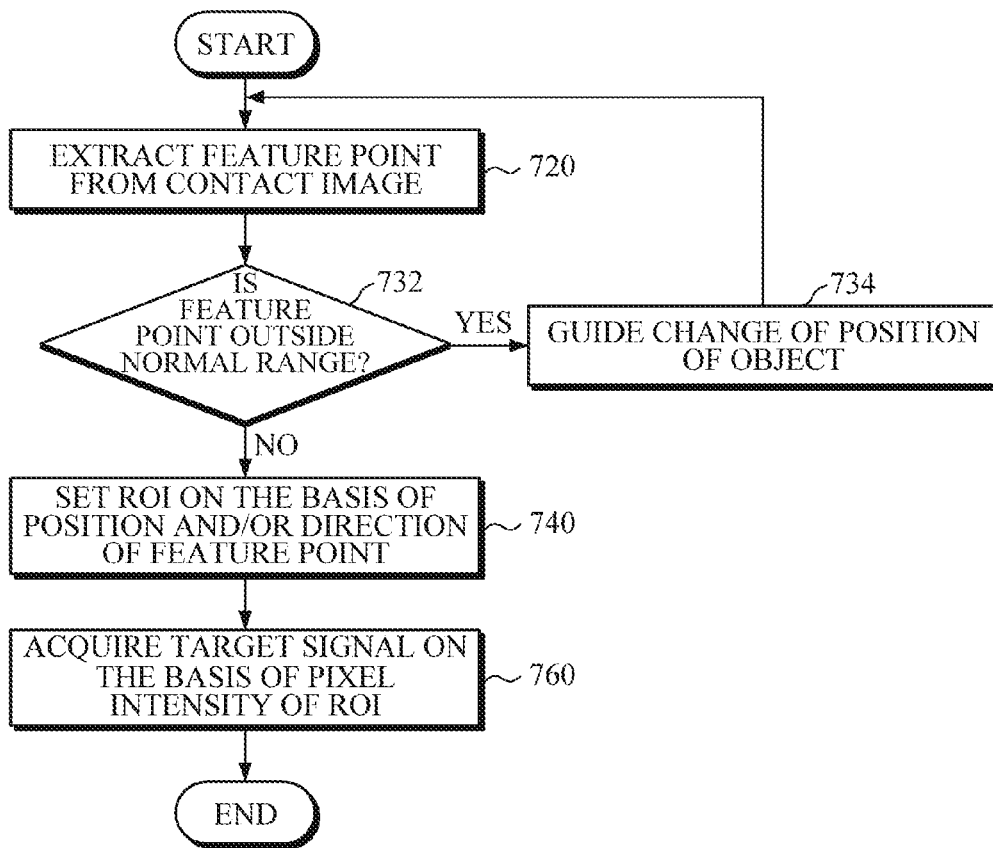 START
EXTRACT FEATURE POINT
FROM CONTACT IMAGE
720
IS
FEATURE
POINT OUTSIDE
NORMAL RANGE?
732
YES
734
GUIDE CHANGE OF POSITION
OF OBJECT
NO
SET ROI ON THE BASIS OF
POSITION AND/OR DIRECTION
OF FEATURE POINT
740
ACQUIRE TARGET SIGNAL ON
THE BASIS OF PIXEL
INTENSITY OF ROI
760
END